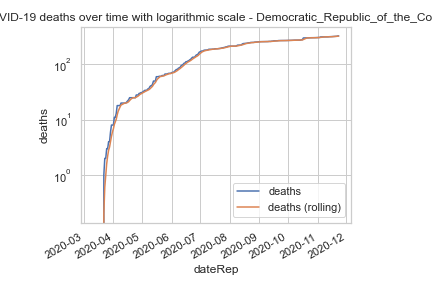 VID-19 deaths over time with logarithmic scale - Democratic_Republic_of_the_Co
10²
10¹
10⁰
deaths
deaths
deaths (rolling)
2020-03
2020-04
2020-05
2020-06
2020-07
2020-08
2020-09
2020-10
2020-11
2020-12
dateRep